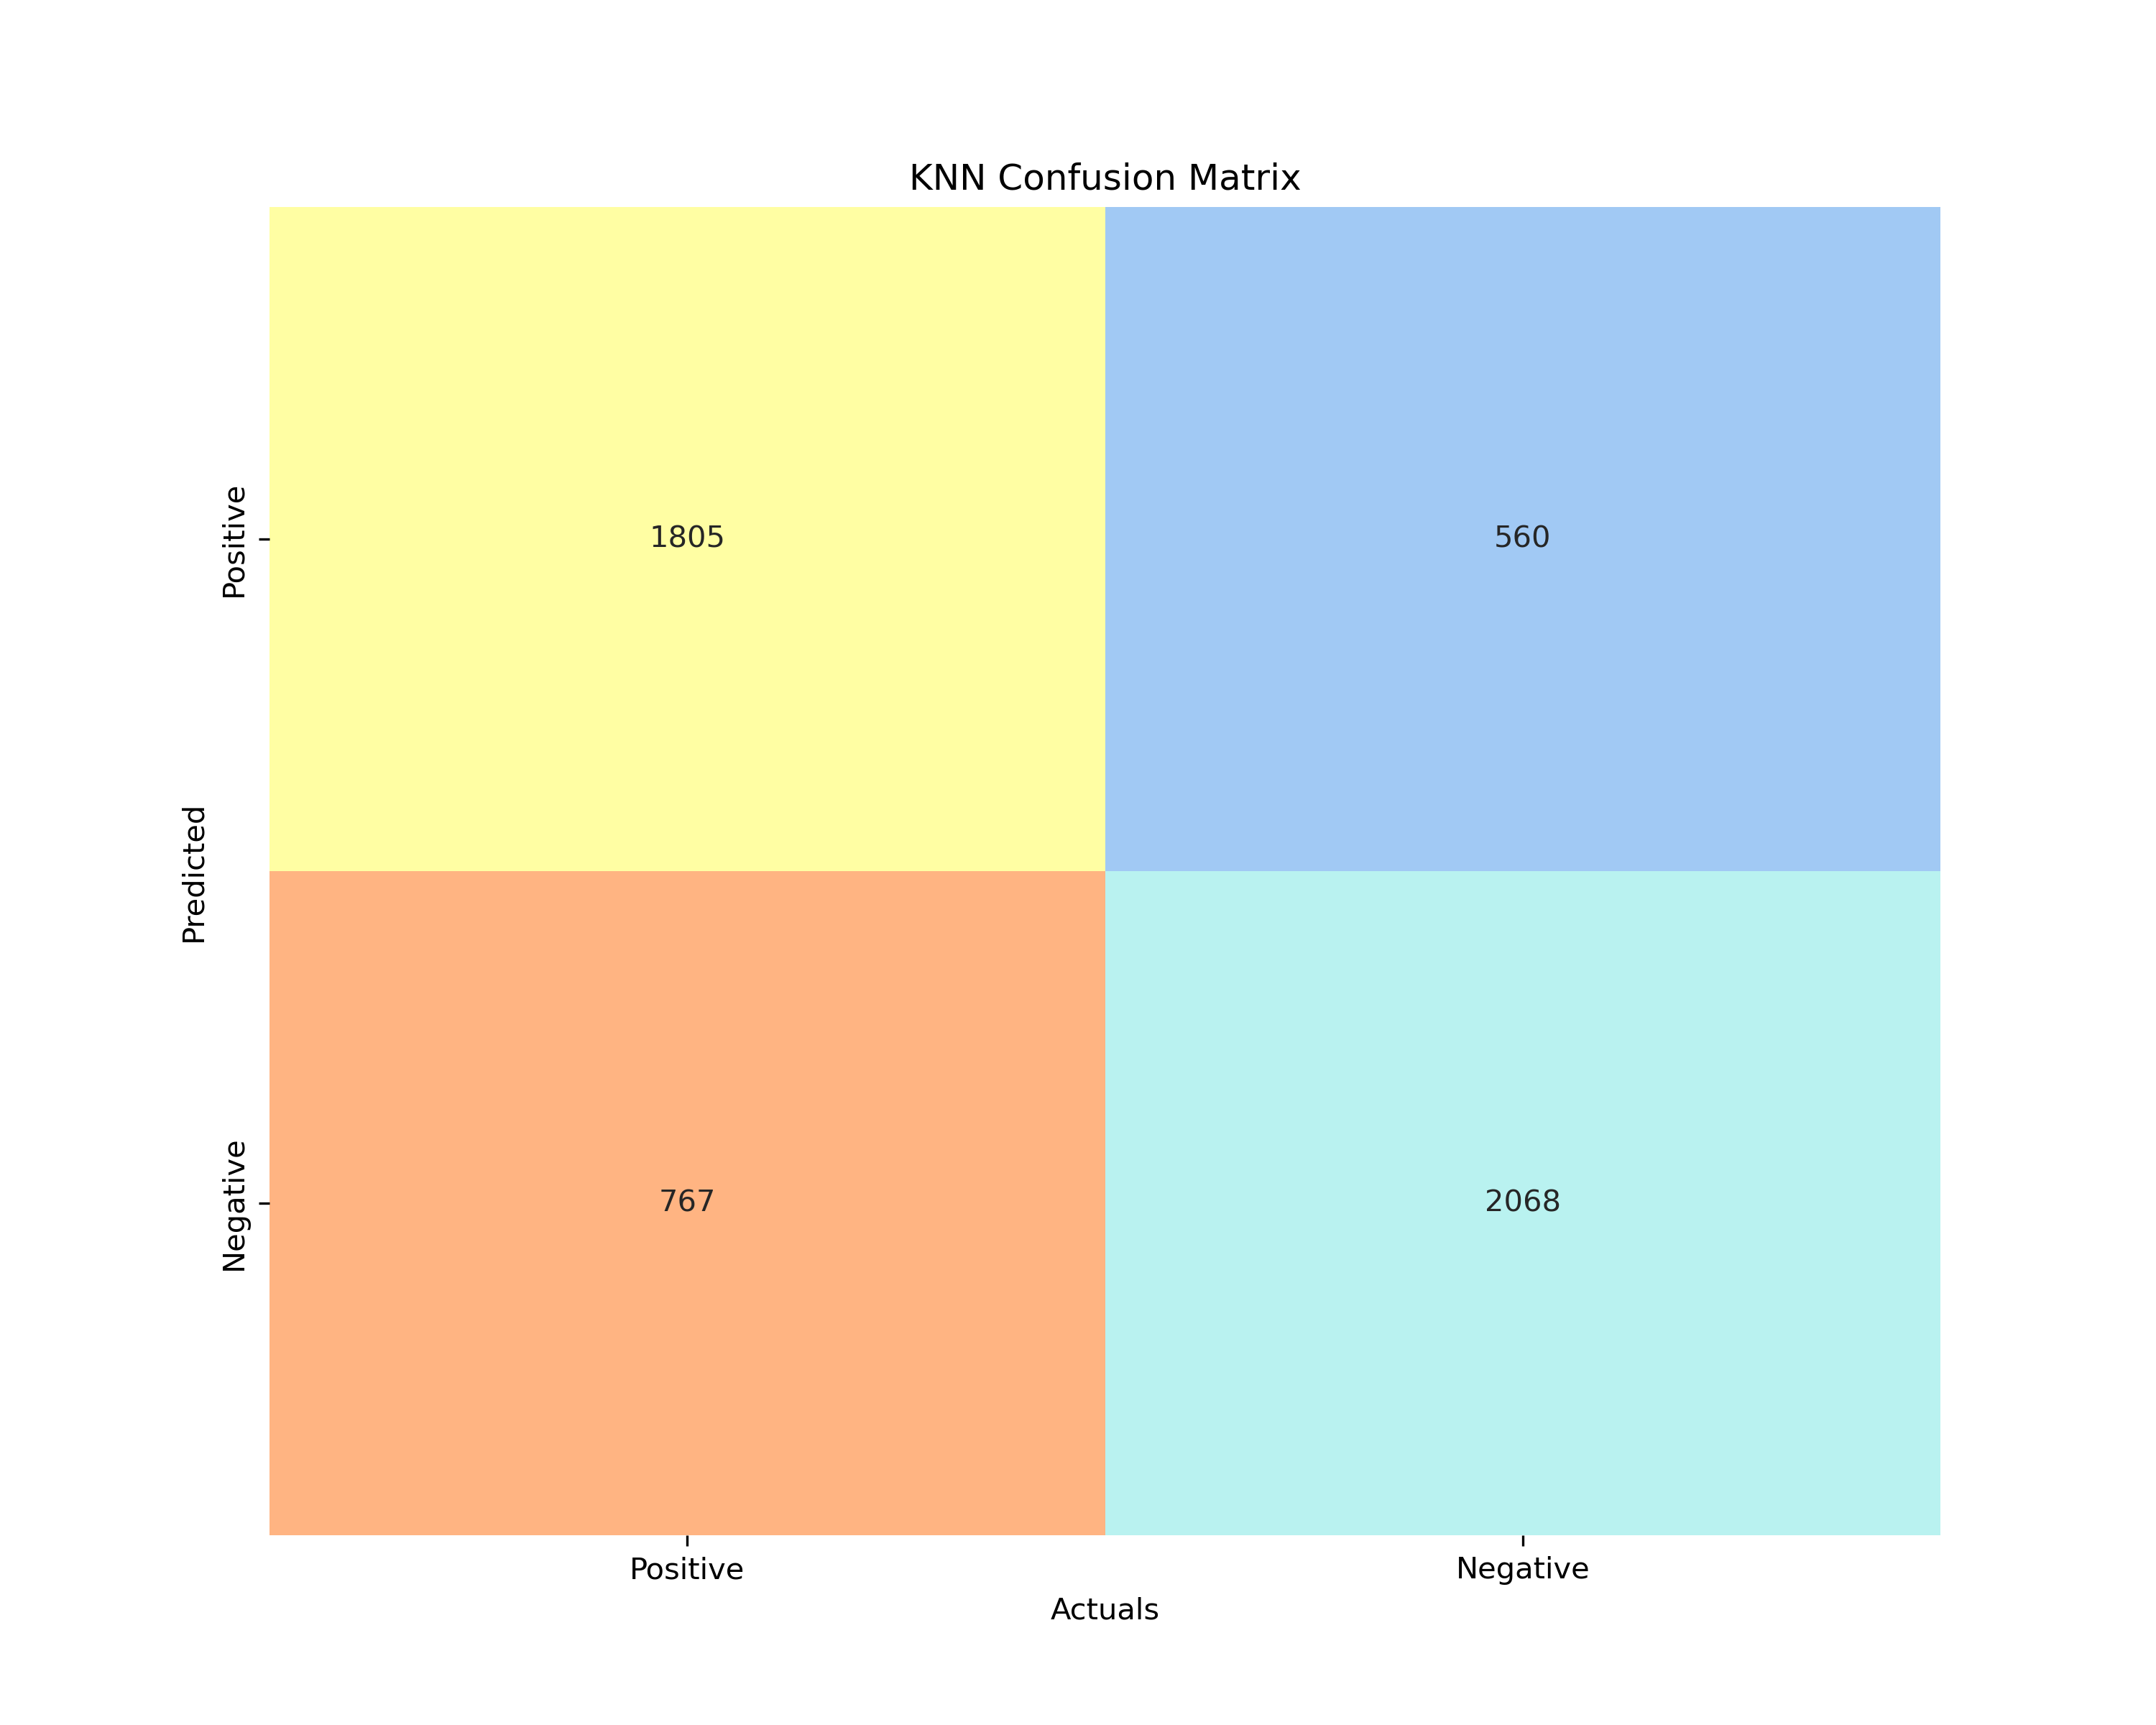 KNN Confusion Matrix
Predicted
Positive
1805
560
Negative
767
2068
Positive
Negative
Actuals